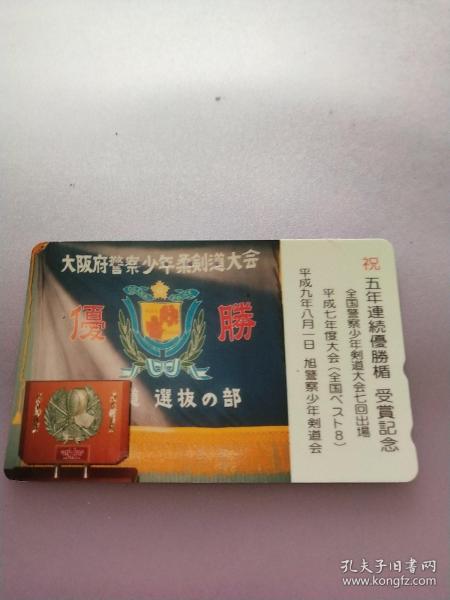 大阪府警察少年柔剣道大会
優 勝
道 選抜の部
祝 五年連続優勝楯 受賞記念
全国警察少年剣道大会七回出場
平成七年度大会(全国ベスト8)
平成九年八月一日 旭警察少年剣道会
孔夫子旧书网
www.kongfz.com